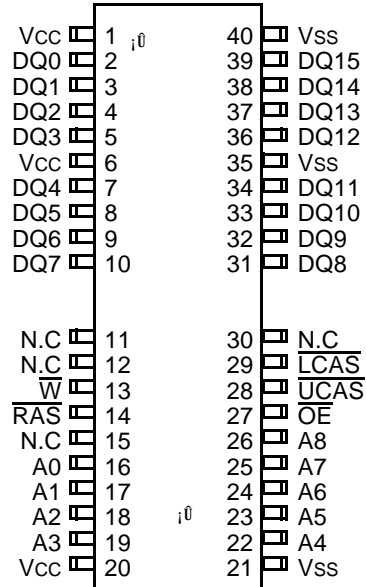 VCC 1 ¡Û 40 VSS
DQ0 2 39 DQ15
DQ1 3 38 DQ14
DQ2 4 37 DQ13
DQ3 5 36 DQ12
VCC 6 35 VSS
DQ4 7 34 DQ11
DQ5 8 33 DQ10
DQ6 9 32 DQ9
DQ7 10 31 DQ8
N.C 11 30 N.C
N.C 12 29 LCAS
W 13 28 UCAS
RAS 14 27 OE
N.C 15 26 A8
A0 16 25 A7
A1 17 24 A6
A2 18 ¡Û 23 A5
A3 19 22 A4
VCC 20 21 VSS